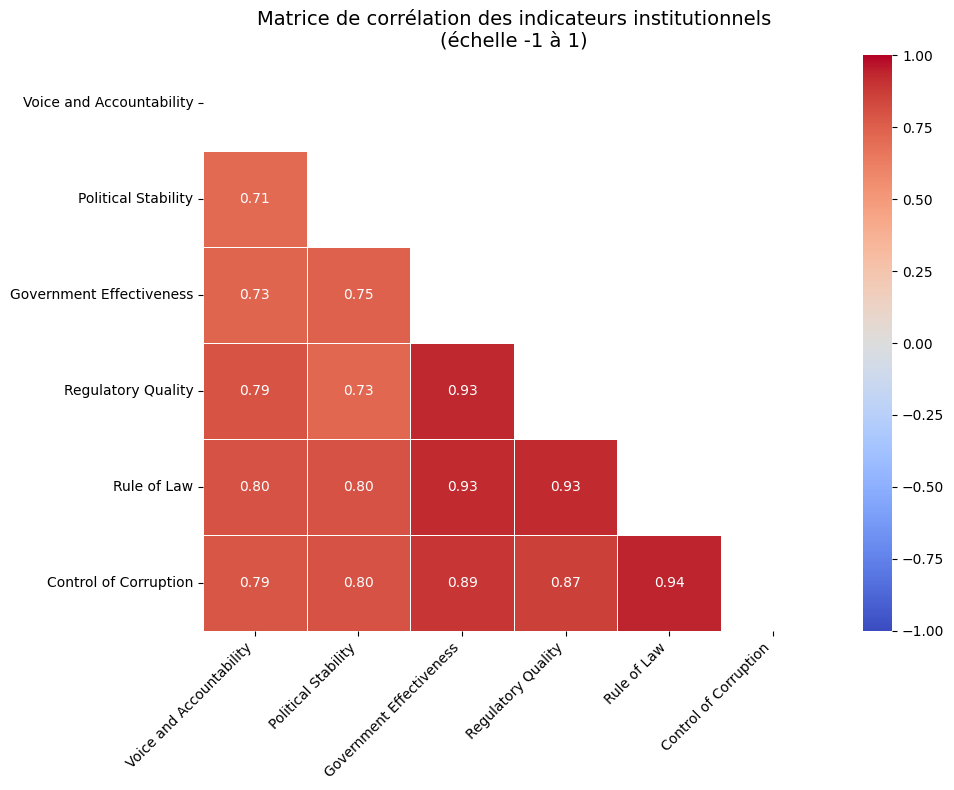 Matrice de corrélation des indicateurs institutionnels
(échelle -1 à 1)
Voice and Accountability
Political Stability
0.71
Government Effectiveness
0.73 0.75
Regulatory Quality
0.79 0.73 0.93
Rule of Law
0.80 0.80 0.93 0.93
Control of Corruption
0.79 0.80 0.89 0.87 0.94
Voice and Accountability
Political Stability
Government Effectiveness
Regulatory Quality
Rule of Law
Control of Corruption
1.00
0.75
0.50
0.25
0.00
−0.25
−0.50
−0.75
−1.00